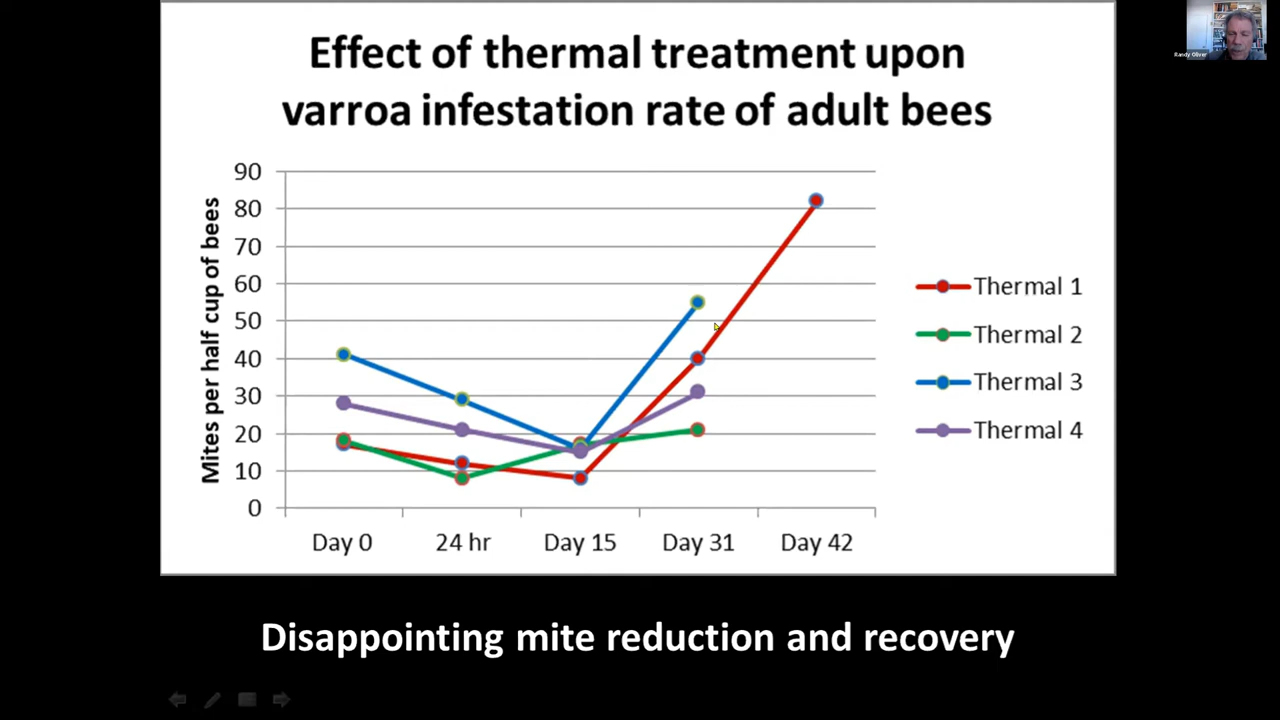 Effect of thermal treatment upon
varroa infestation rate of adult bees
Mites per half cup of bees
90
80
70
60
50
40
30
20
10
0
Day 0
24 hr
Day 15
Day 31
Day 42
Thermal 1
Thermal 2
Thermal 3
Thermal 4
Disappointing mite reduction and recovery
Randy Oliver